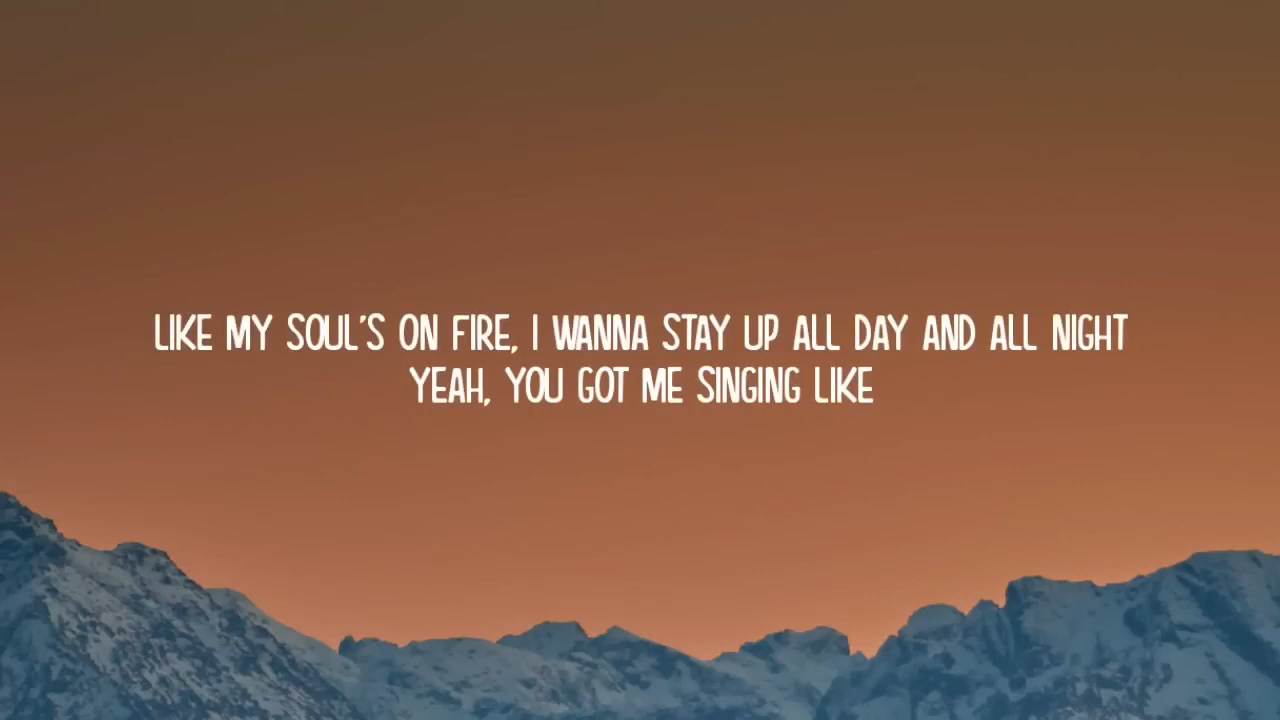 LIKE MY SOUL'S ON FIRE, I WANNA STAY UP ALL DAY AND ALL NIGHT
YEAH, YOU GOT ME SINGING LIKE